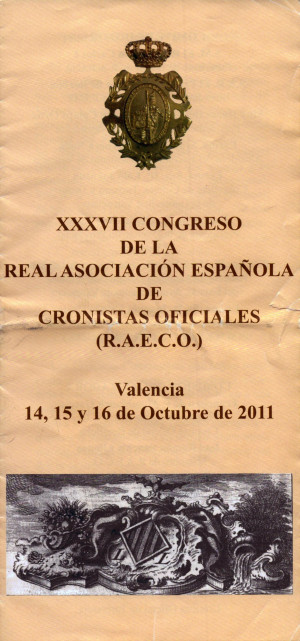 XXXVII CONGRESO
DE LA
REAL ASOCIACIÓN ESPAÑOLA
DE
CRONISTAS OFICIALES
(R.A.E.C.O.)
Valencia
14, 15 y 16 de Octubre de 2011